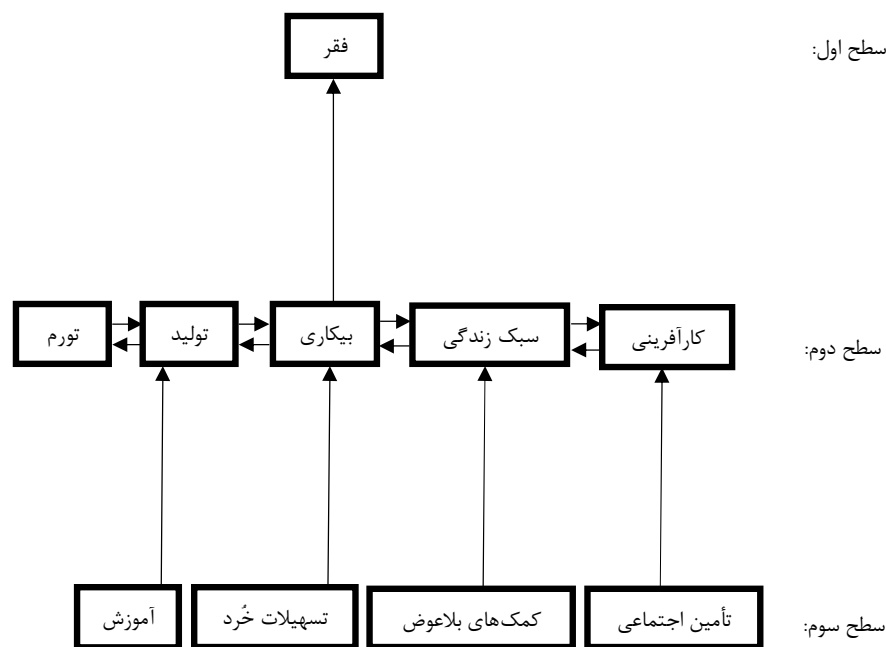 سطح اول:
فقر
سطح دوم:
کارآفرینی
سبک زندگی
بیکاری
تولید
تورم
سطح سوم:
تأمین اجتماعی
کمک‌های بلاعوض
تسهیلات خُرد
آموزش